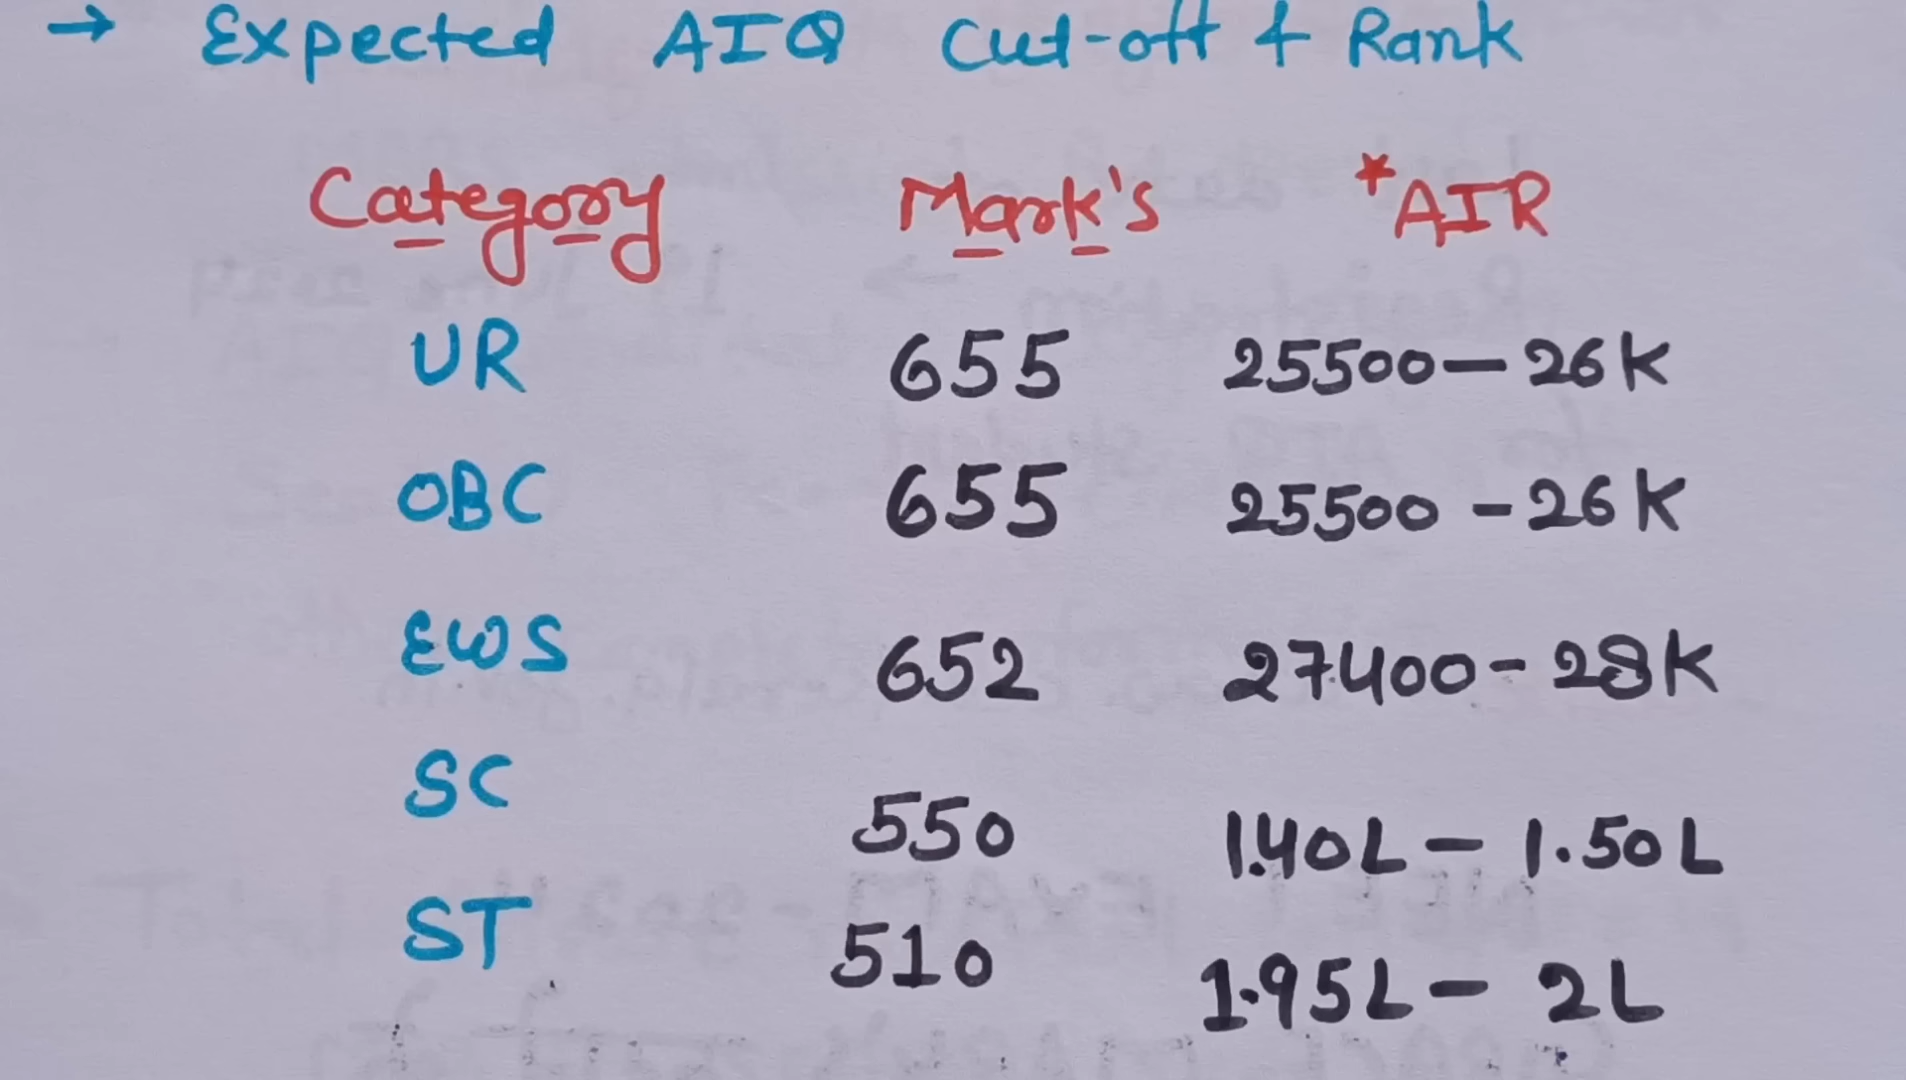 → Expected AIQ Cut-off & Rank
Category Mark's *AIR
UR 655 25500-26K
OBC 655 25500-26K
EWS 652 27400-28K
SC 550 1.40L-1.50L
ST 510 1.95L-2L